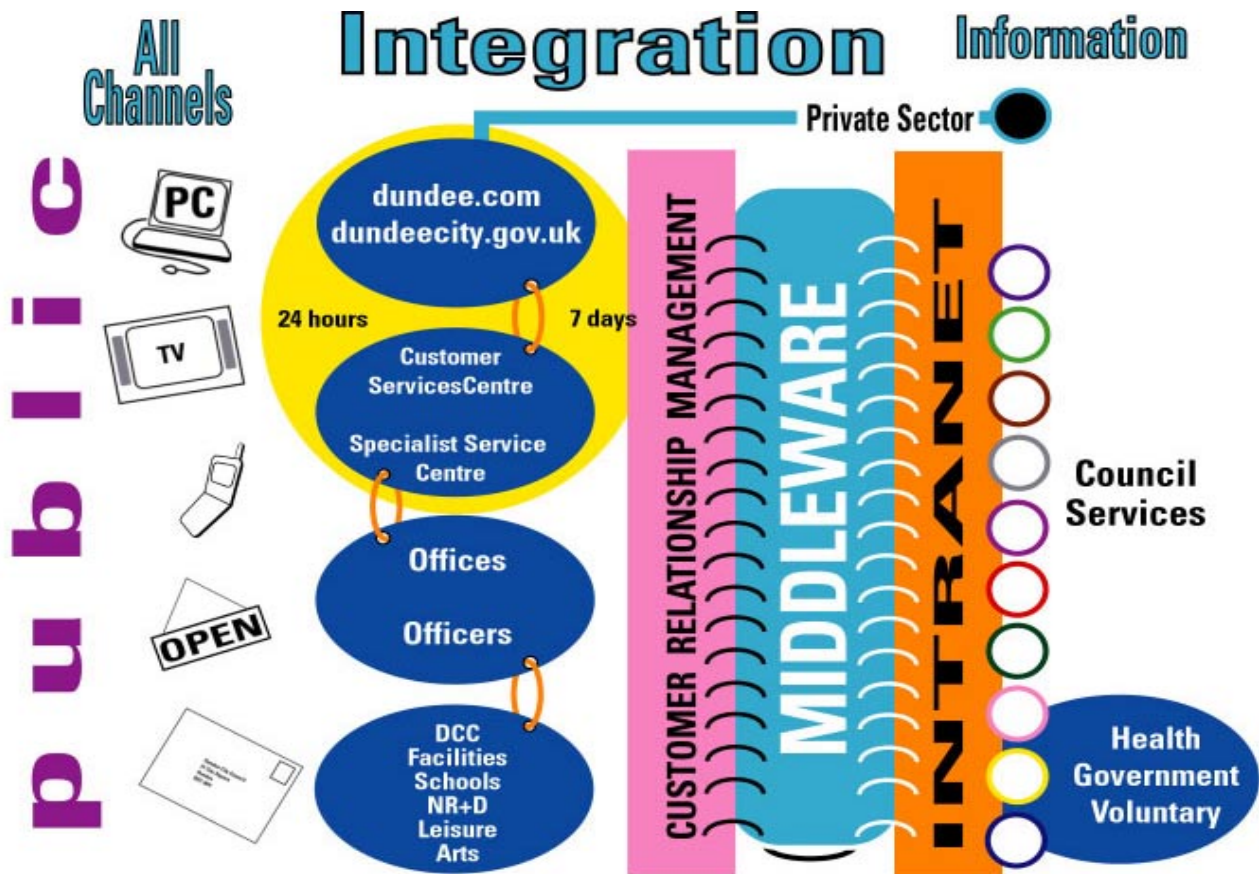 All
Channels
Integration
Information
Private Sector
public
PC
TV
OPEN
dundee.com
dundeecity.gov.uk
24 hours
7 days
Customer
ServicesCentre
Specialist Service
Centre
Offices
Officers
DCC
Facilities
Schools
NR+D
Leisure
Arts
CUSTOMER RELATIONSHIP MANAGEMENT
MIDDLEWARE
INTRANET
Council
Services
Health
Government
Voluntary